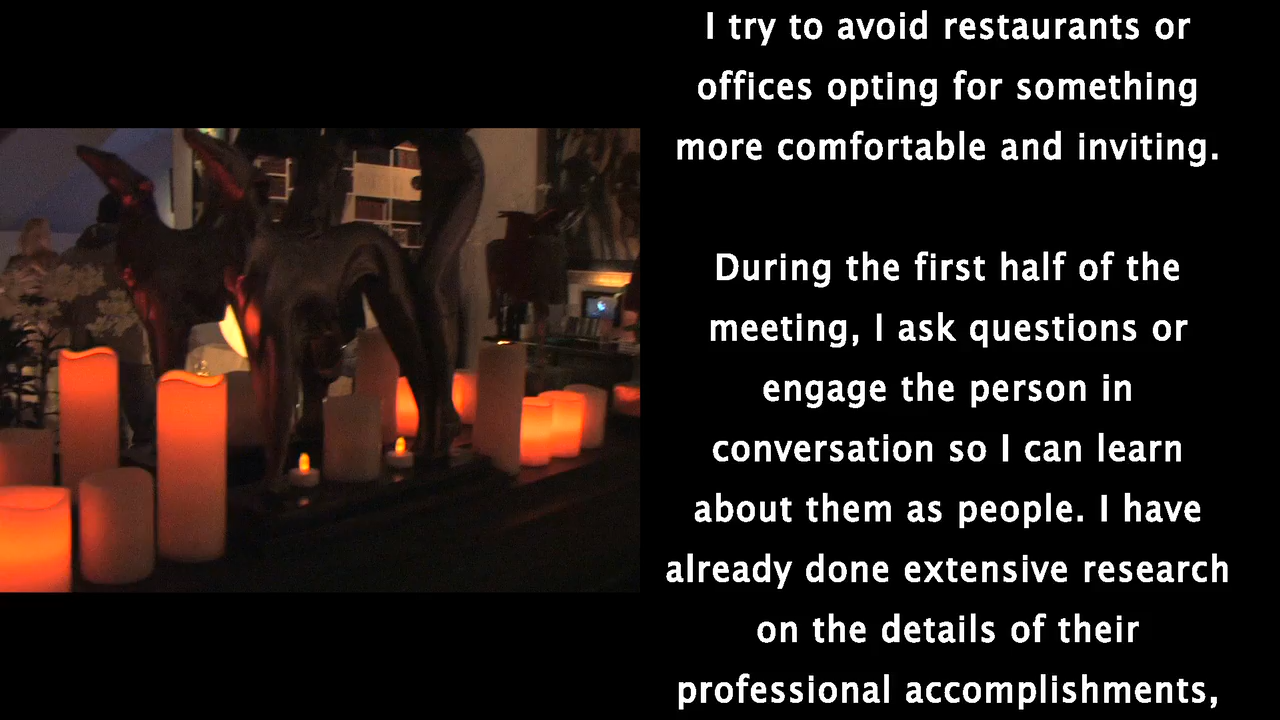 I try to avoid restaurants or
offices opting for something
more comfortable and inviting.
During the first half of the
meeting, I ask questions or
engage the person in
conversation so I can learn
about them as people. I have
already done extensive research
on the details of their
professional accomplishments,